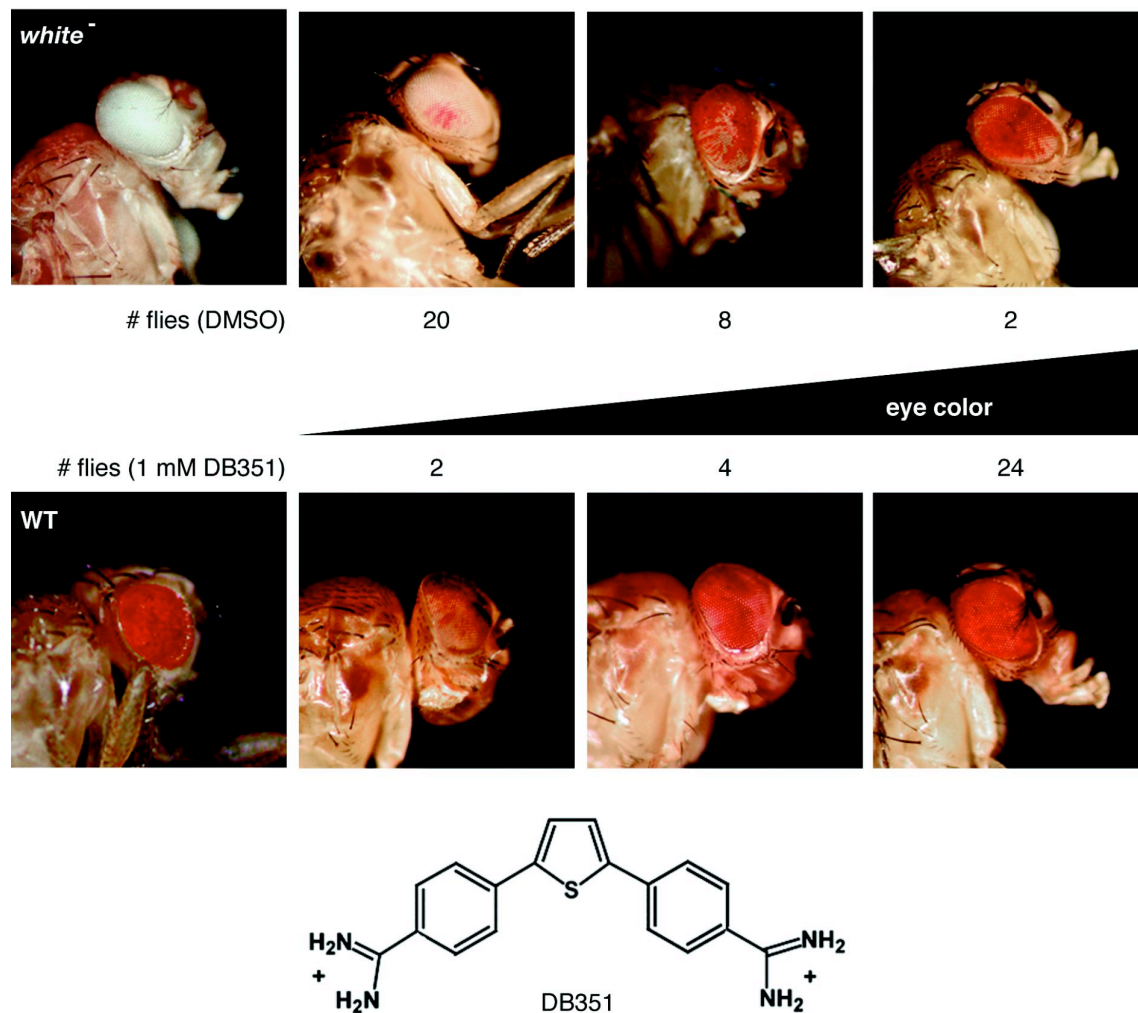 white -
# flies (DMSO) 20 8 2
eye color
# flies (1 mM DB351) 2 4 24
WT
S
H2N NH2
+ +
H2N NH2
DB351